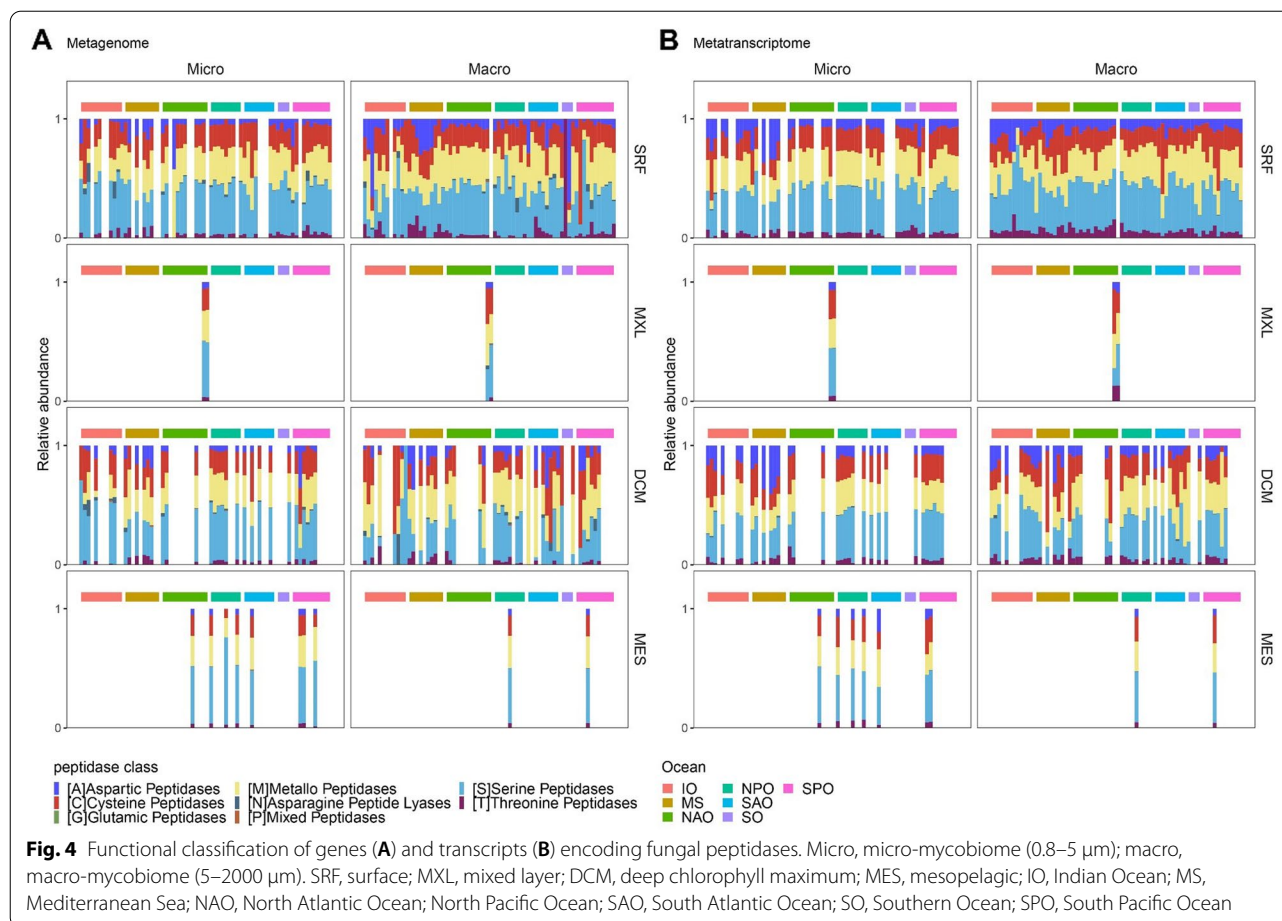 A Metagenome
B Metatranscriptome
Micro
Macro
Micro
Macro
Relative abundance
1
0
SRF
1
0
MXL
1
0
DCM
1
0
MES
Relative abundance
1
0
SRF
1
0
MXL
1
0
DCM
1
0
MES
peptidase class
[A]Aspartic Peptidases
[M]Metallo Peptidases
[S]Serine Peptidases
[C]Cysteine Peptidases
[N]Asparagine Peptide Lyases
[T]Threonine Peptidases
[G]Glutamic Peptidases
[P]Mixed Peptidases
Ocean
IO
NPO
SPO
MS
SAO
NAO
SO
Fig. 4 Functional classification of genes (A) and transcripts (B) encoding fungal peptidases. Micro, micro-mycobiome (0.8–5 µm); macro,
macro-mycobiome (5–2000 µm). SRF, surface; MXL, mixed layer; DCM, deep chlorophyll maximum; MES, mesopelagic; IO, Indian Ocean; MS,
Mediterranean Sea; NAO, North Atlantic Ocean; North Pacific Ocean; SAO, South Atlantic Ocean; SO, Southern Ocean; SPO, South Pacific Ocean